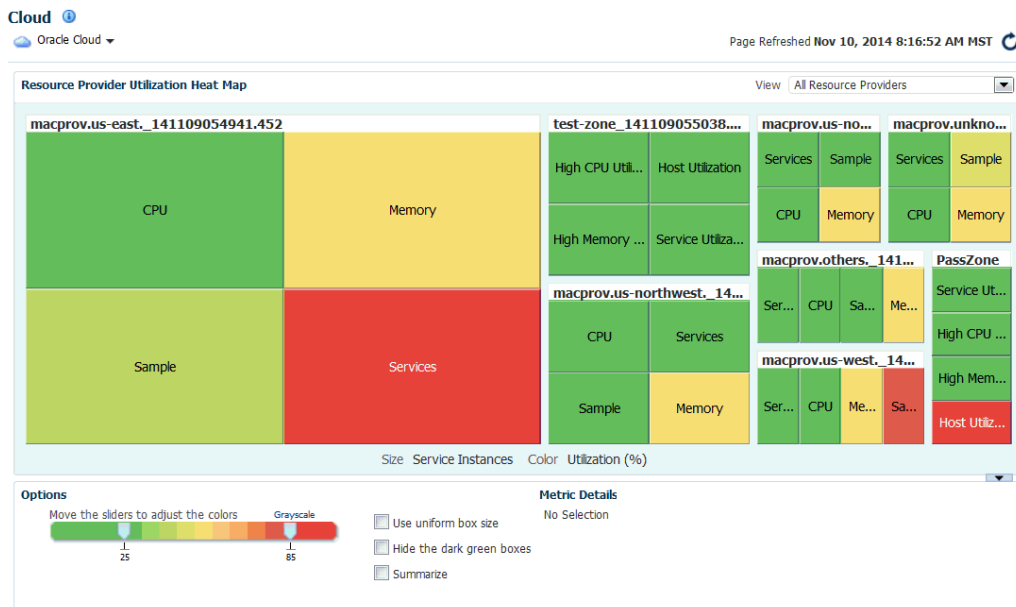 Cloud
Oracle Cloud
Page Refreshed Nov 10, 2014 8:16:52 AM MST
Resource Provider Utilization Heat Map
View All Resource Providers
macprov.us-east._141109054941.452
CPU
Memory
Sample
Services
test-zone_141109055038....
High CPU Utili...
Host Utilization
High Memory ...
Service Utiliza...
macprov.us-northwest._14...
CPU
Services
Sample
Memory
macprov.us-no...
Services
Sample
CPU
Memory
macprov.unkno...
Services
Sample
CPU
Memory
macprov.others._141...
Ser...
CPU
Sa...
Me...
macprov.us-west._14...
Ser...
CPU
Me...
Sa...
PassZone
Service Ut...
High CPU ...
High Mem...
Host Utiliz...
Size Service Instances Color Utilization (%)
Options
Move the sliders to adjust the colors
Grayscale
25
85
Use uniform box size
Hide the dark green boxes
Summarize
Metric Details
No Selection